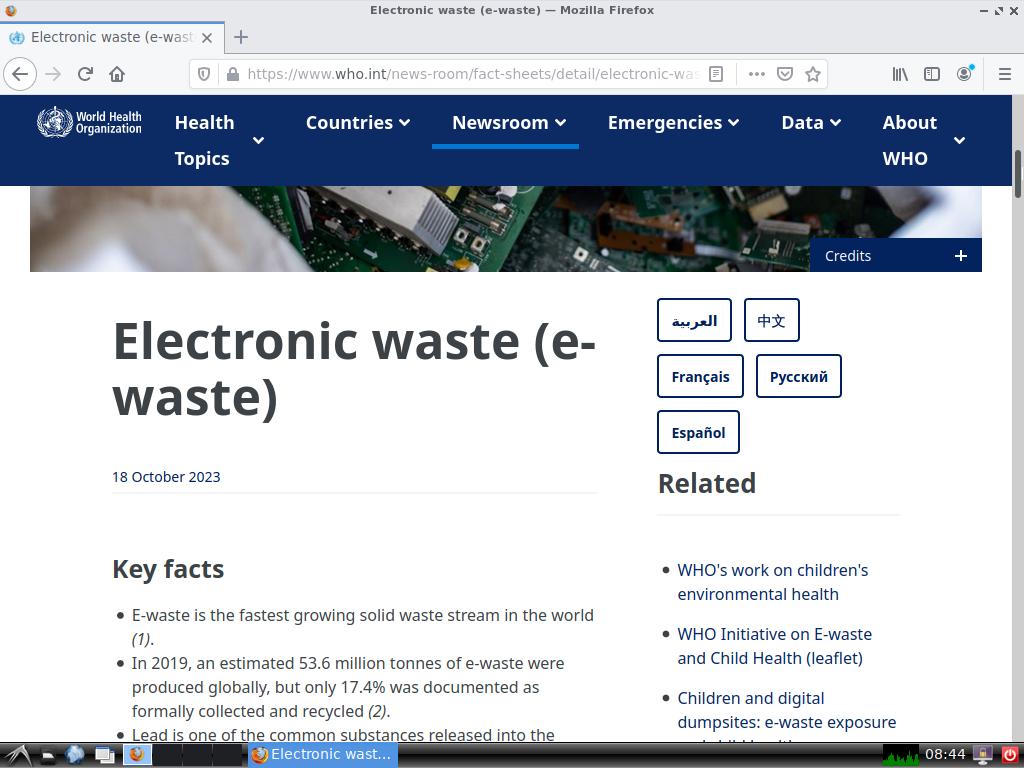 Electronic waste (e-waste) — Mozilla Firefox
Electronic waste (e-wast
https://www.who.int/news-room/fact-sheets/detail/electronic-was
World Health
Organization
Health
Topics
Countries
Newsroom
Emergencies
Data
About
WHO
Credits
Electronic waste (e-
waste)
18 October 2023
Key facts
E-waste is the fastest growing solid waste stream in the world
(1).
In 2019, an estimated 53.6 million tonnes of e-waste were
produced globally, but only 17.4% was documented as
formally collected and recycled (2).
Lead is one of the common substances released into the
العربية
中文
Français
Русский
Español
Related
WHO's work on children's
environmental health
WHO Initiative on E-waste
and Child Health (leaflet)
Children and digital
dumpsites: e-waste exposure
Electronic wast...
08:44